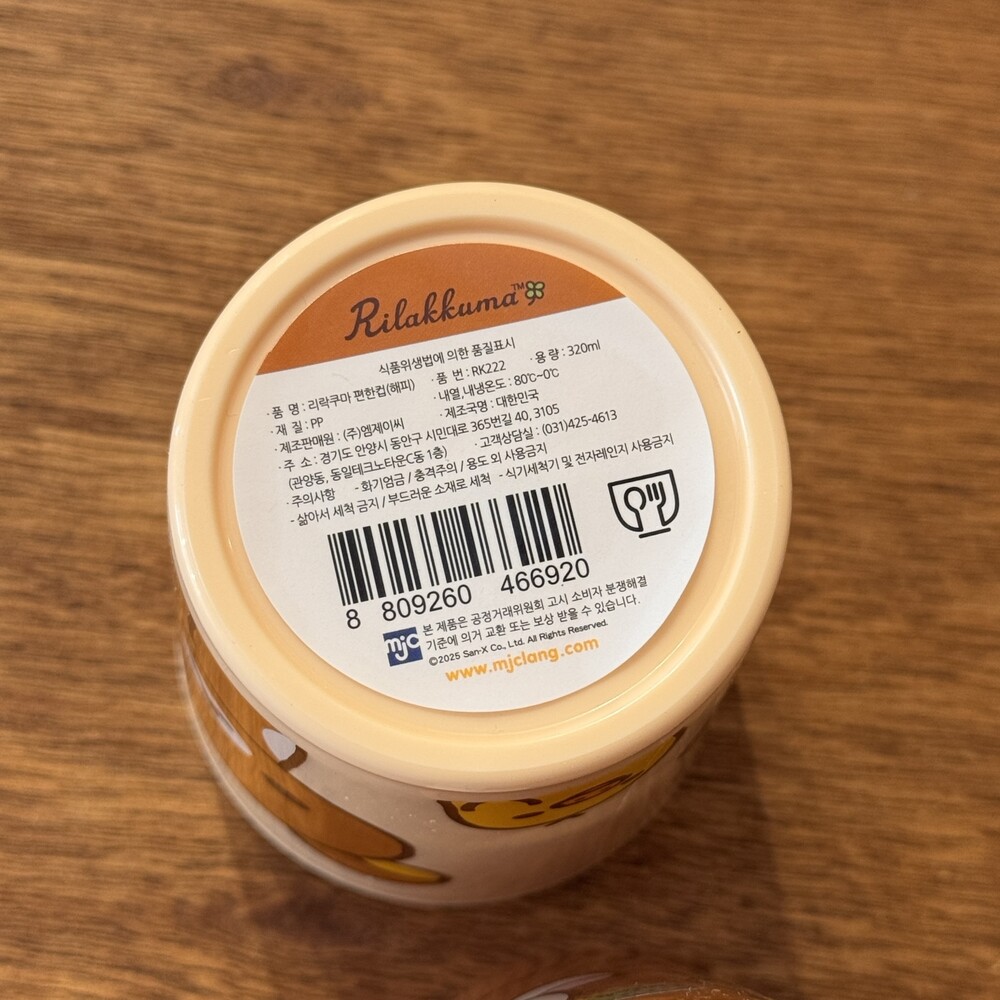 Rilakkuma™
식품위생법에 의한 품질표시
· 품 명 : 리락쿠마 편한컵(해피) · 품 번 : RK222 · 용 량 : 320ml
· 재 질 : PP · 내열.내냉온도 : 80℃~0℃
· 제조판매원 : (주)엠제이씨 · 제조국명 : 대한민국
· 주 소 : 경기도 안양시 동안구 시민대로 365번길 40, 3105
(관양동, 동일테크노타운C동 1층) · 고객상담실 : (031)425-4613
· 주의사항 - 화기엄금 / 충격주의 / 용도 외 사용금지
- 삶아서 세척 금지 / 부드러운 소재로 세척 - 식기세척기 및 전자레인지 사용금지
8 809260 466920
mjc
본 제품은 공정거래위원회 고시 소비자 분쟁해결
기준에 의거 교환 또는 보상 받을 수 있습니다.
©2025 San-X Co., Ltd. All Rights Reserved.
www.mjclang.com